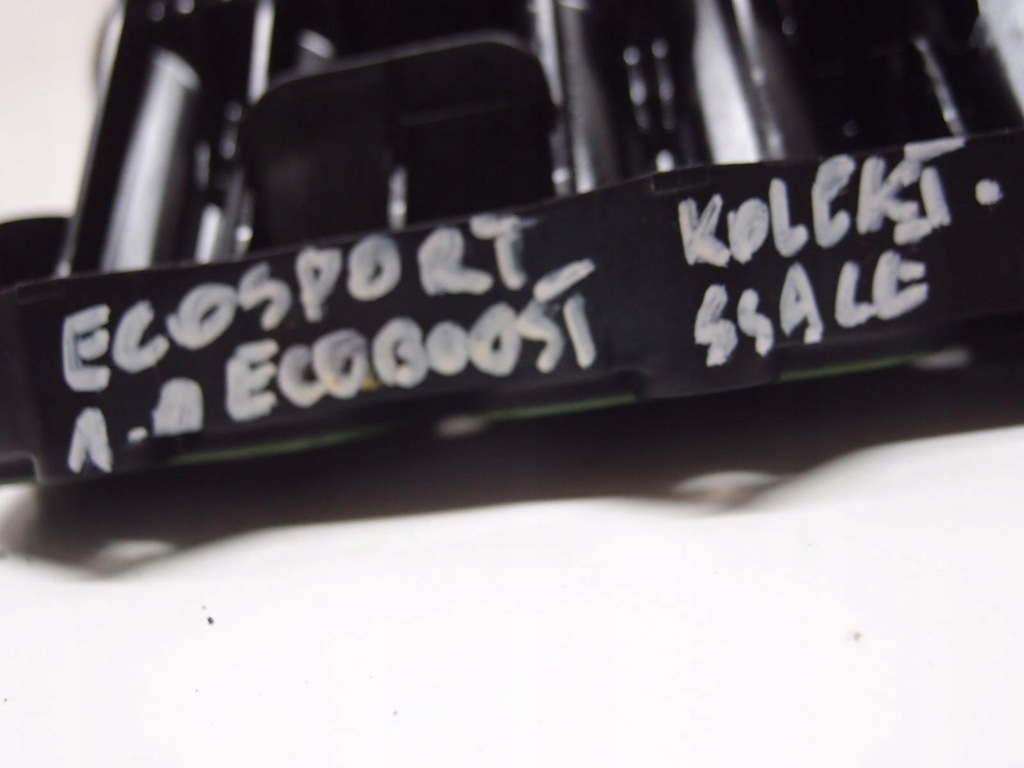 ECOSPORT
1.0 ECOBOOST
KOLEKT.
SSALE